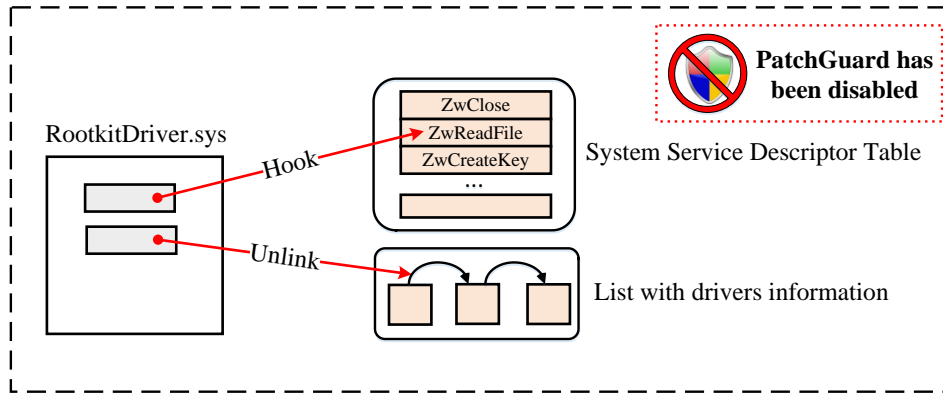 PatchGuard has
been disabled
RootkitDriver.sys
Hook
Unlink
ZwClose
ZwReadFile
ZwCreateKey
...
System Service Descriptor Table
List with drivers information